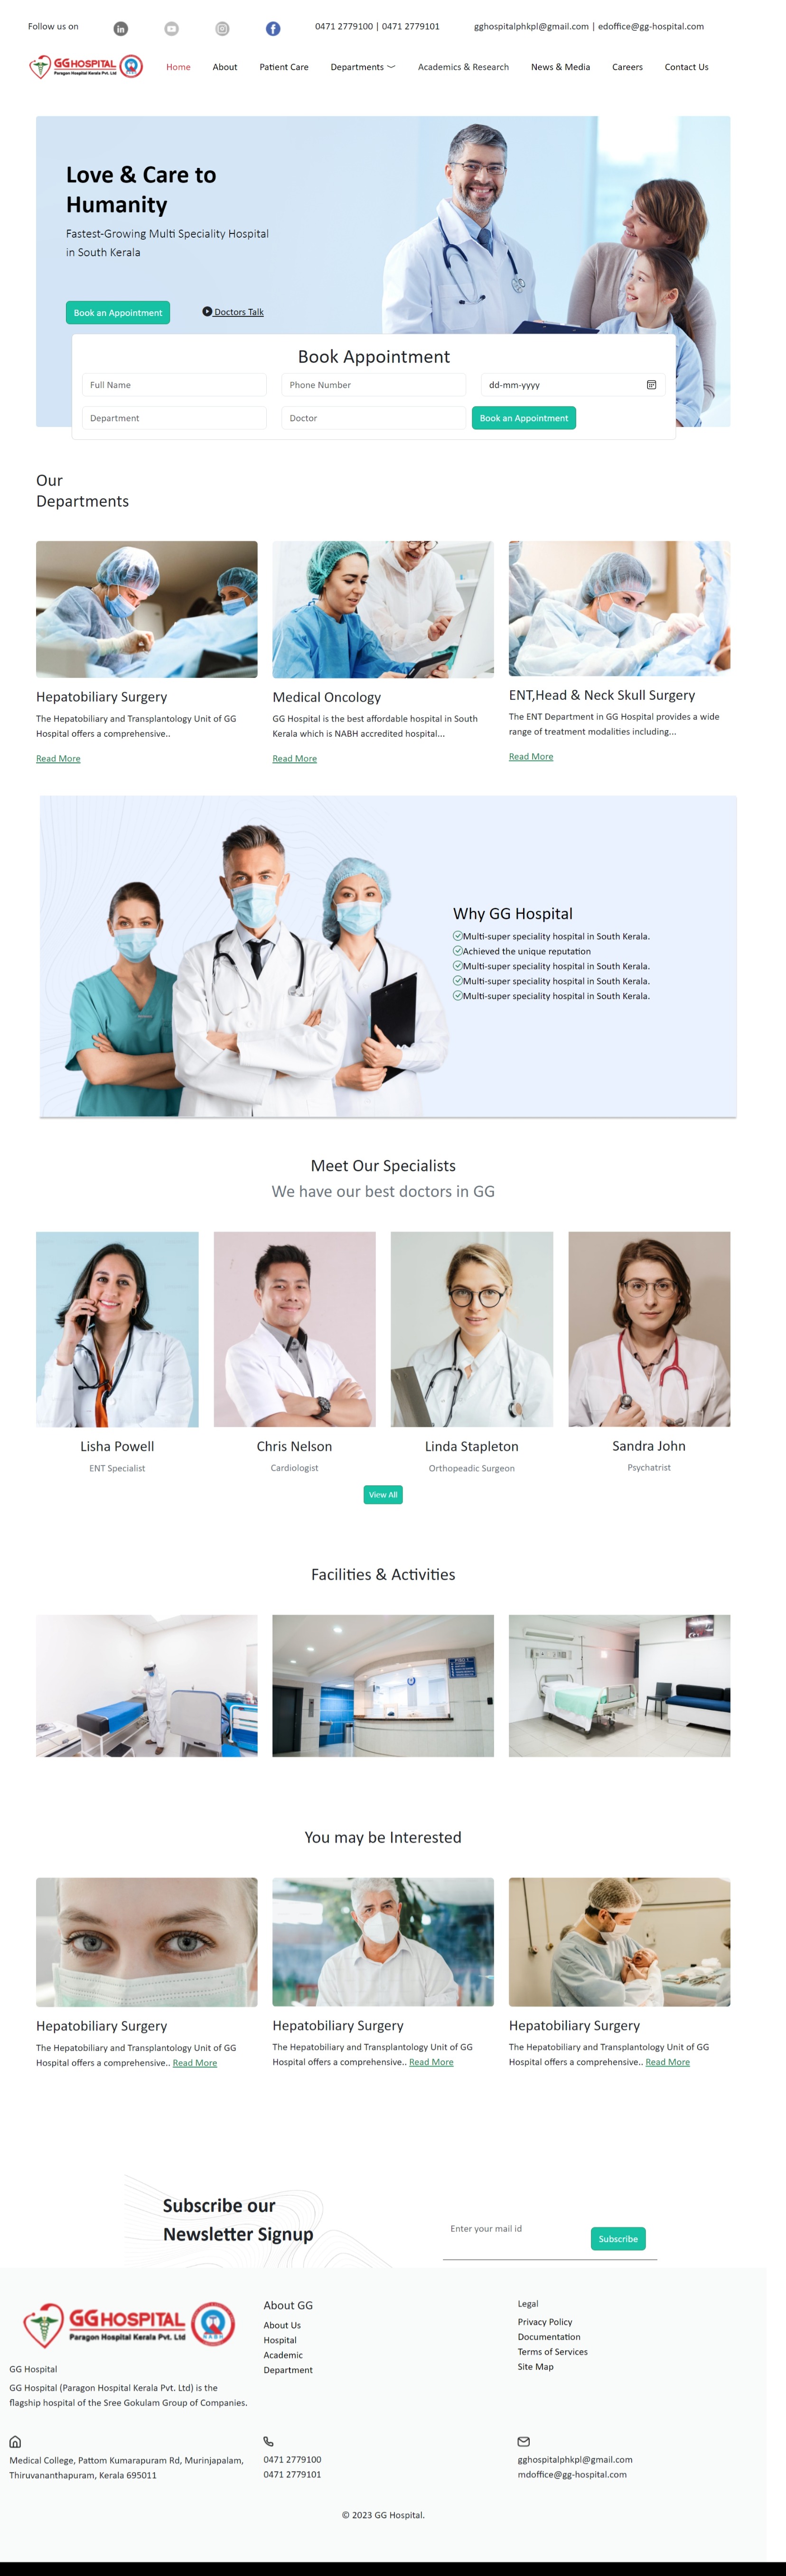 Follow us on
0471 2779100 | 0471 2779101
gghospitalphkpl@gmail.com | edoffice@gg-hospital.com
GG HOSPITAL
Paragon Hospital Kerala Pvt. Ltd
Home
About
Patient Care
Departments
Academics & Research
News & Media
Careers
Contact Us
Love & Care to
Humanity
Fastest-Growing Multi Speciality Hospital
in South Kerala
Book an Appointment
Doctors Talk
Book Appointment
Full Name
Phone Number
dd-mm-yyyy
Department
Doctor
Book an Appointment
Our
Departments
Hepatobiliary Surgery
The Hepatobiliary and Transplantology Unit of GG
Hospital offers a comprehensive..
Read More
Medical Oncology
GG Hospital is the best affordable hospital in South
Kerala which is NABH accredited hospital...
Read More
ENT,Head & Neck Skull Surgery
The ENT Department in GG Hospital provides a wide
range of treatment modalities including...
Read More
Why GG Hospital
Multi-super speciality hospital in South Kerala.
Achieved the unique reputation
Multi-super speciality hospital in South Kerala.
Multi-super speciality hospital in South Kerala.
Multi-super speciality hospital in South Kerala.
Meet Our Specialists
We have our best doctors in GG
Lisha Powell
ENT Specialist
Chris Nelson
Cardiologist
Linda Stapleton
Orthopeadic Surgeon
Sandra John
Psychatrist
View All
Facilities & Activities
You may be Interested
Hepatobiliary Surgery
The Hepatobiliary and Transplantology Unit of GG
Hospital offers a comprehensive.. Read More
Hepatobiliary Surgery
The Hepatobiliary and Transplantology Unit of GG
Hospital offers a comprehensive.. Read More
Hepatobiliary Surgery
The Hepatobiliary and Transplantology Unit of GG
Hospital offers a comprehensive.. Read More
Subscribe our
Newsletter Signup
Enter your mail id
Subscribe
GG HOSPITAL
Paragon Hospital Kerala Pvt. Ltd
GG Hospital
GG Hospital (Paragon Hospital Kerala Pvt. Ltd) is the
flagship hospital of the Sree Gokulam Group of Companies.
About GG
About Us
Hospital
Academic
Department
Legal
Privacy Policy
Documentation
Terms of Services
Site Map
Medical College, Pattom Kumarapuram Rd, Murinjapalam,
Thiruvananthapuram, Kerala 695011
0471 2779100
0471 2779101
gghospitalphkpl@gmail.com
mdoffice@gg-hospital.com
© 2023 GG Hospital.